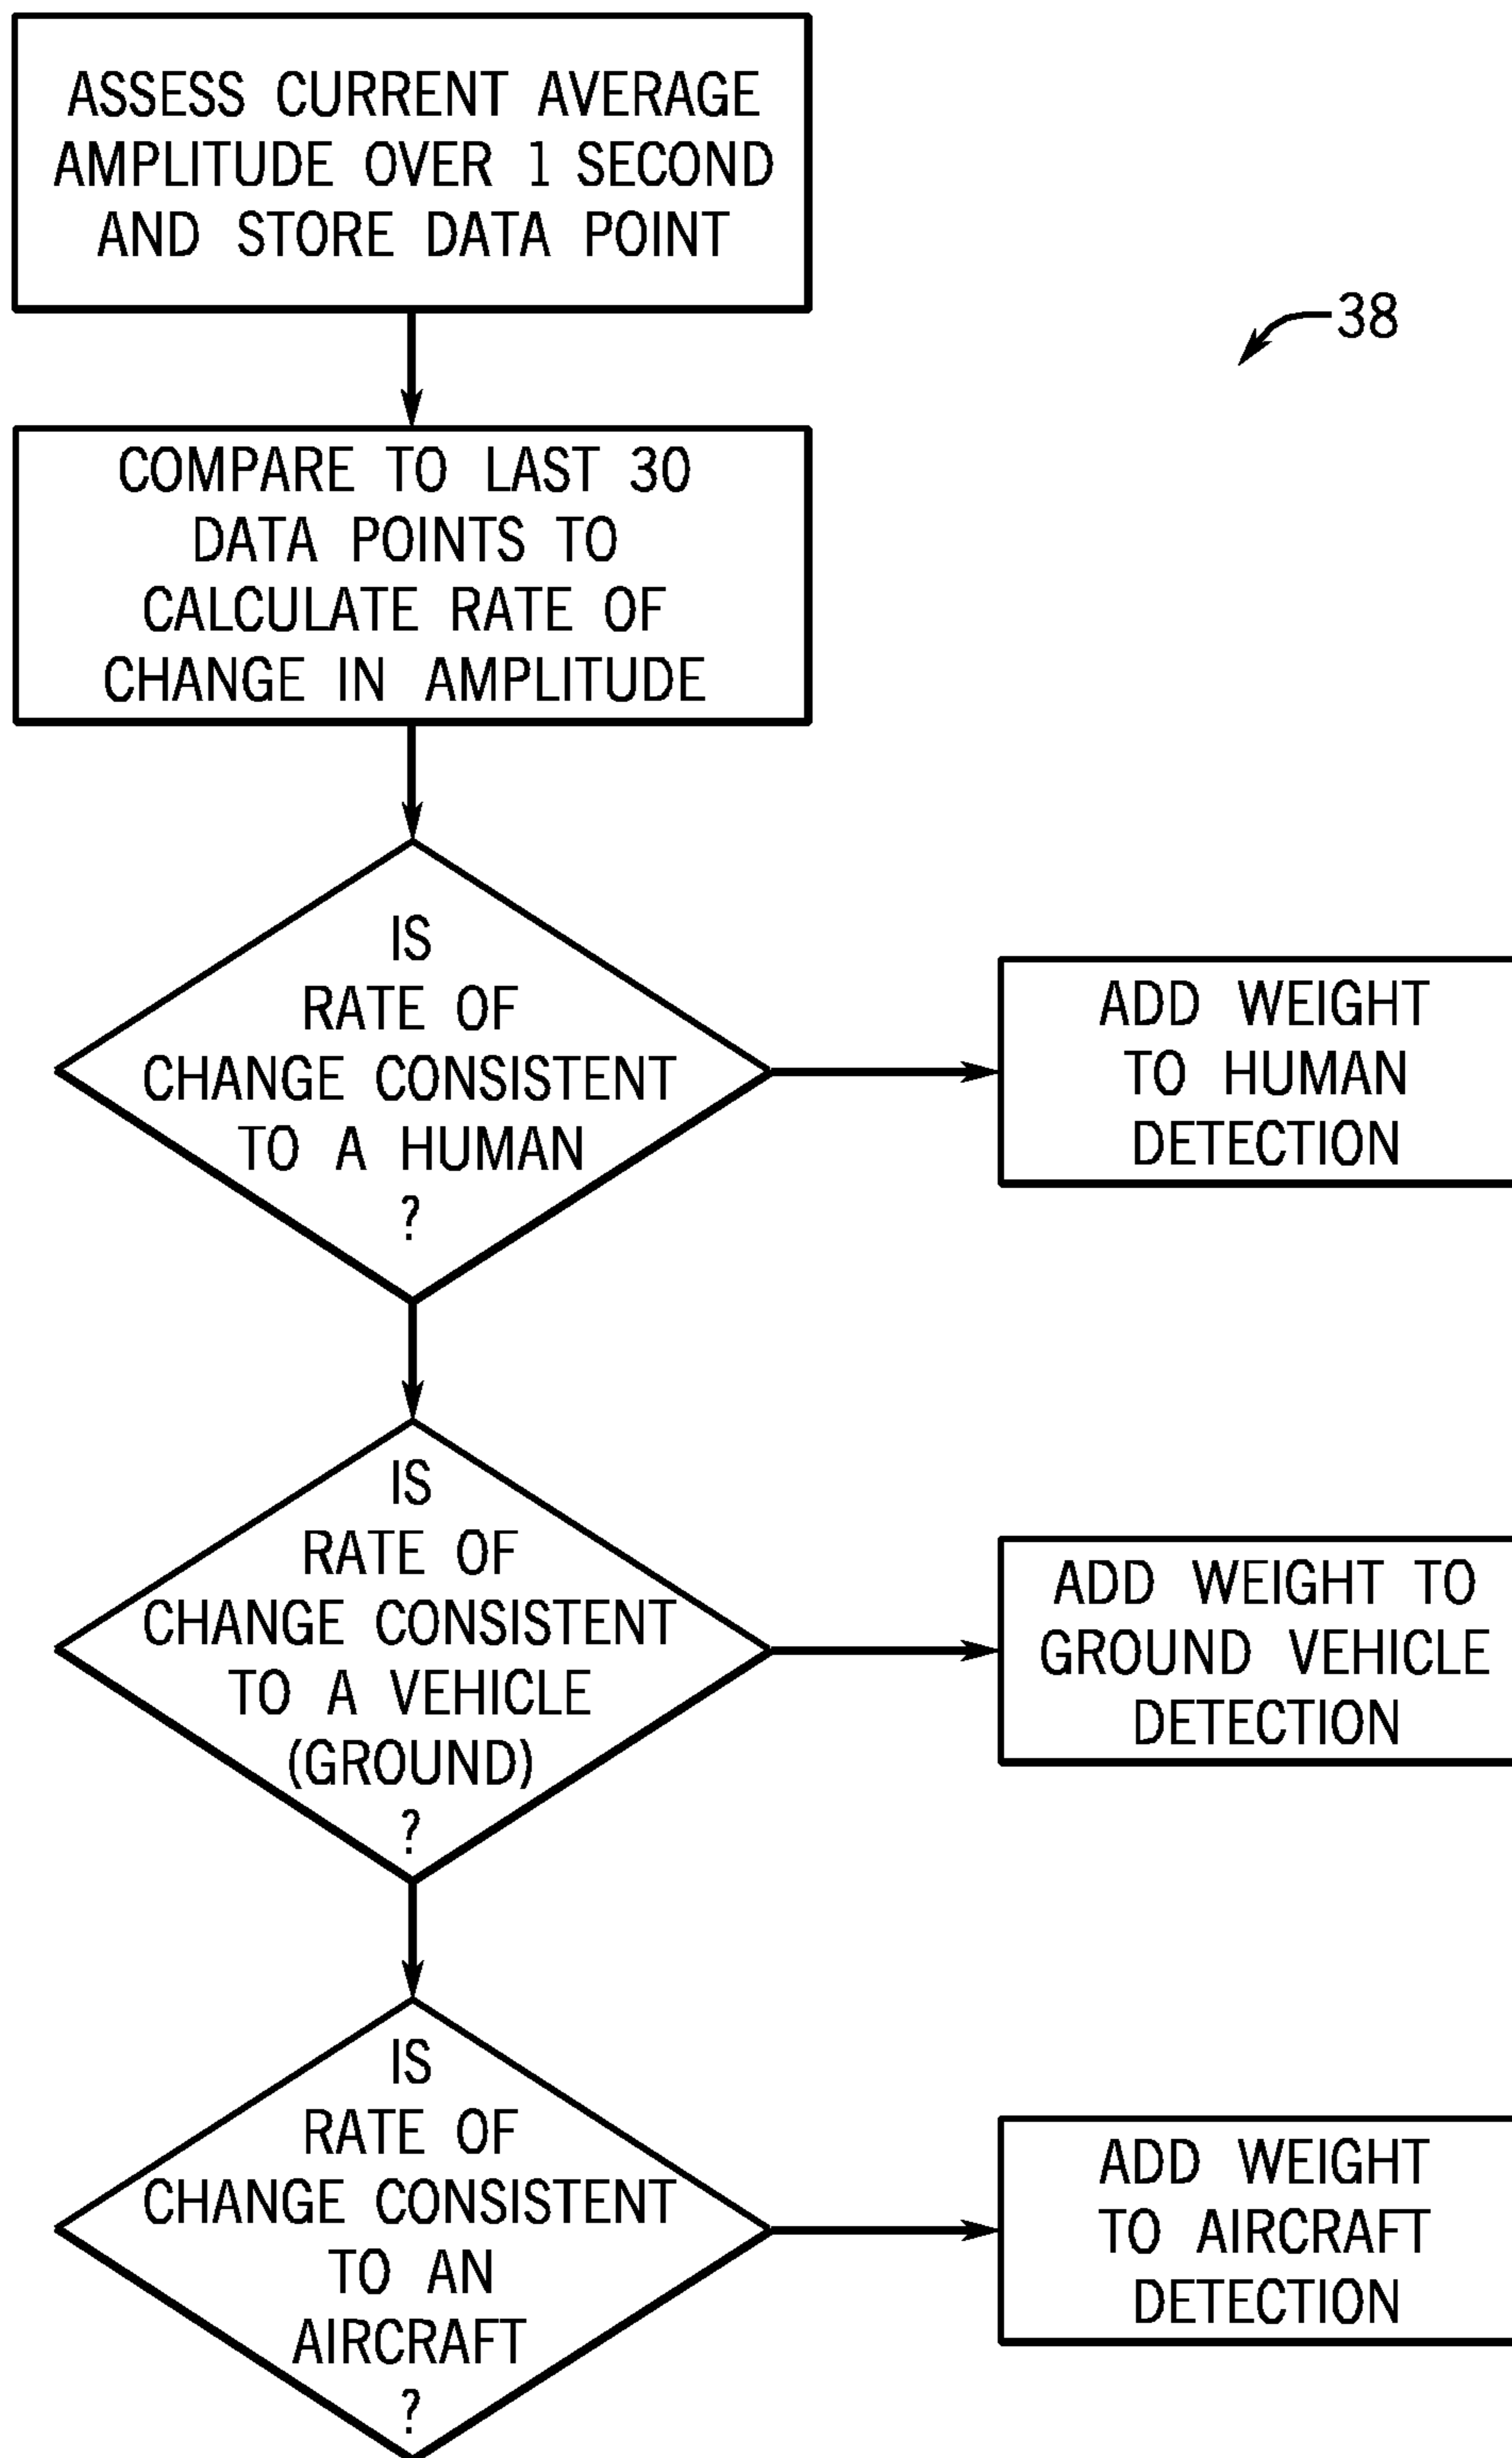 ASSESS CURRENT AVERAGE
AMPLITUDE OVER 1 SECOND
AND STORE DATA POINT
38
COMPARE TO LAST 30
DATA POINTS TO
CALCULATE RATE OF
CHANGE IN AMPLITUDE
IS
RATE OF
CHANGE CONSISTENT
TO A HUMAN
?
ADD WEIGHT
TO HUMAN
DETECTION
IS
RATE OF
CHANGE CONSISTENT
TO A VEHICLE
(GROUND)
?
ADD WEIGHT TO
GROUND VEHICLE
DETECTION
IS
RATE OF
CHANGE CONSISTENT
TO AN
AIRCRAFT
?
ADD WEIGHT
TO AIRCRAFT
DETECTION